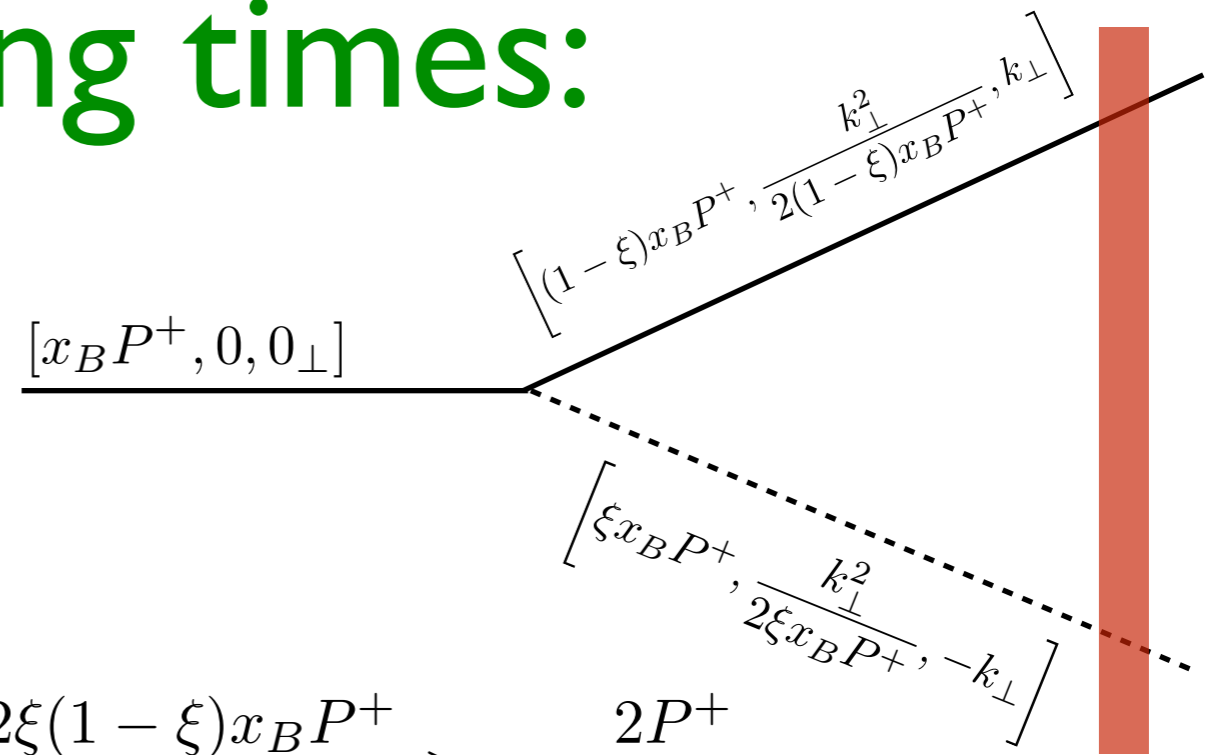 ng times:
[(1 − ξ)x_B P^+, k_⊥^2 / 2(1 − ξ)x_B P^+, k_⊥]
[x_B P^+, 0, 0_⊥]
[ξx_B P^+, k_⊥^2 / 2ξx_B P^+, −k_⊥]
2ξ(1 − ξ)x_B P^+ 2P^+